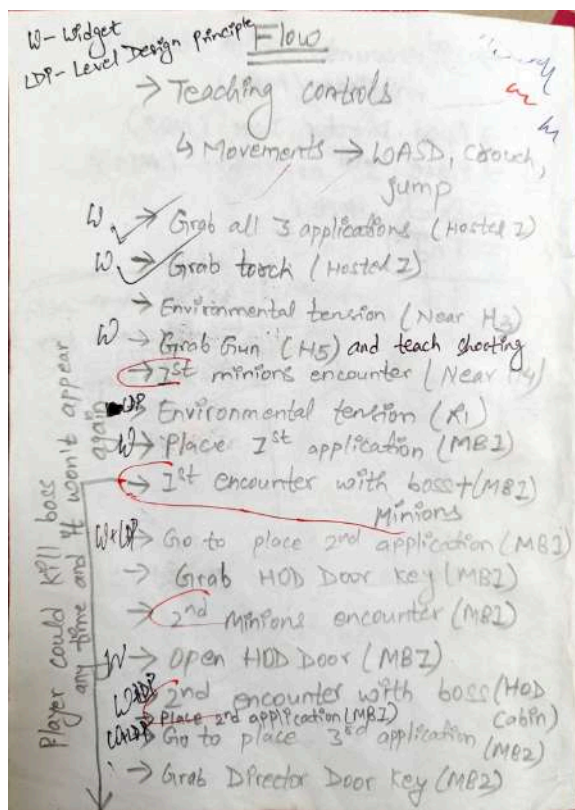 W - Widget
LDP - Level Design Principle
Flow
→ Teaching controls
↳ Movements → WASD, Crouch,
jump
W → Grab all 3 applications (Hostel 1)
W → Grab torch (Hostel 1)
→ Environmental tension (Near H3)
W → Grab Gun (H5) and teach shooting
→ 1st minions encounter (Near H4)
LDP → Environmental tension (R1)
W → Place 1st application (MB1)
→ 1st encounter with boss + (MB1)
Minions
W+LDP → Go to place 2nd application (MB1)
→ Grab HOD Door Key (MB1)
→ 2nd Minions encounter (MB1)
W → Open HOD Door (MB1)
W+LDP → 2nd encounter with boss (HOD
Cabin)
→ Place 2nd application (MB1)
W+LDP → Go to place 3rd application (MB2)
→ Grab Director Door Key (MB2)
Player could kill boss
any time and it won't appear
again